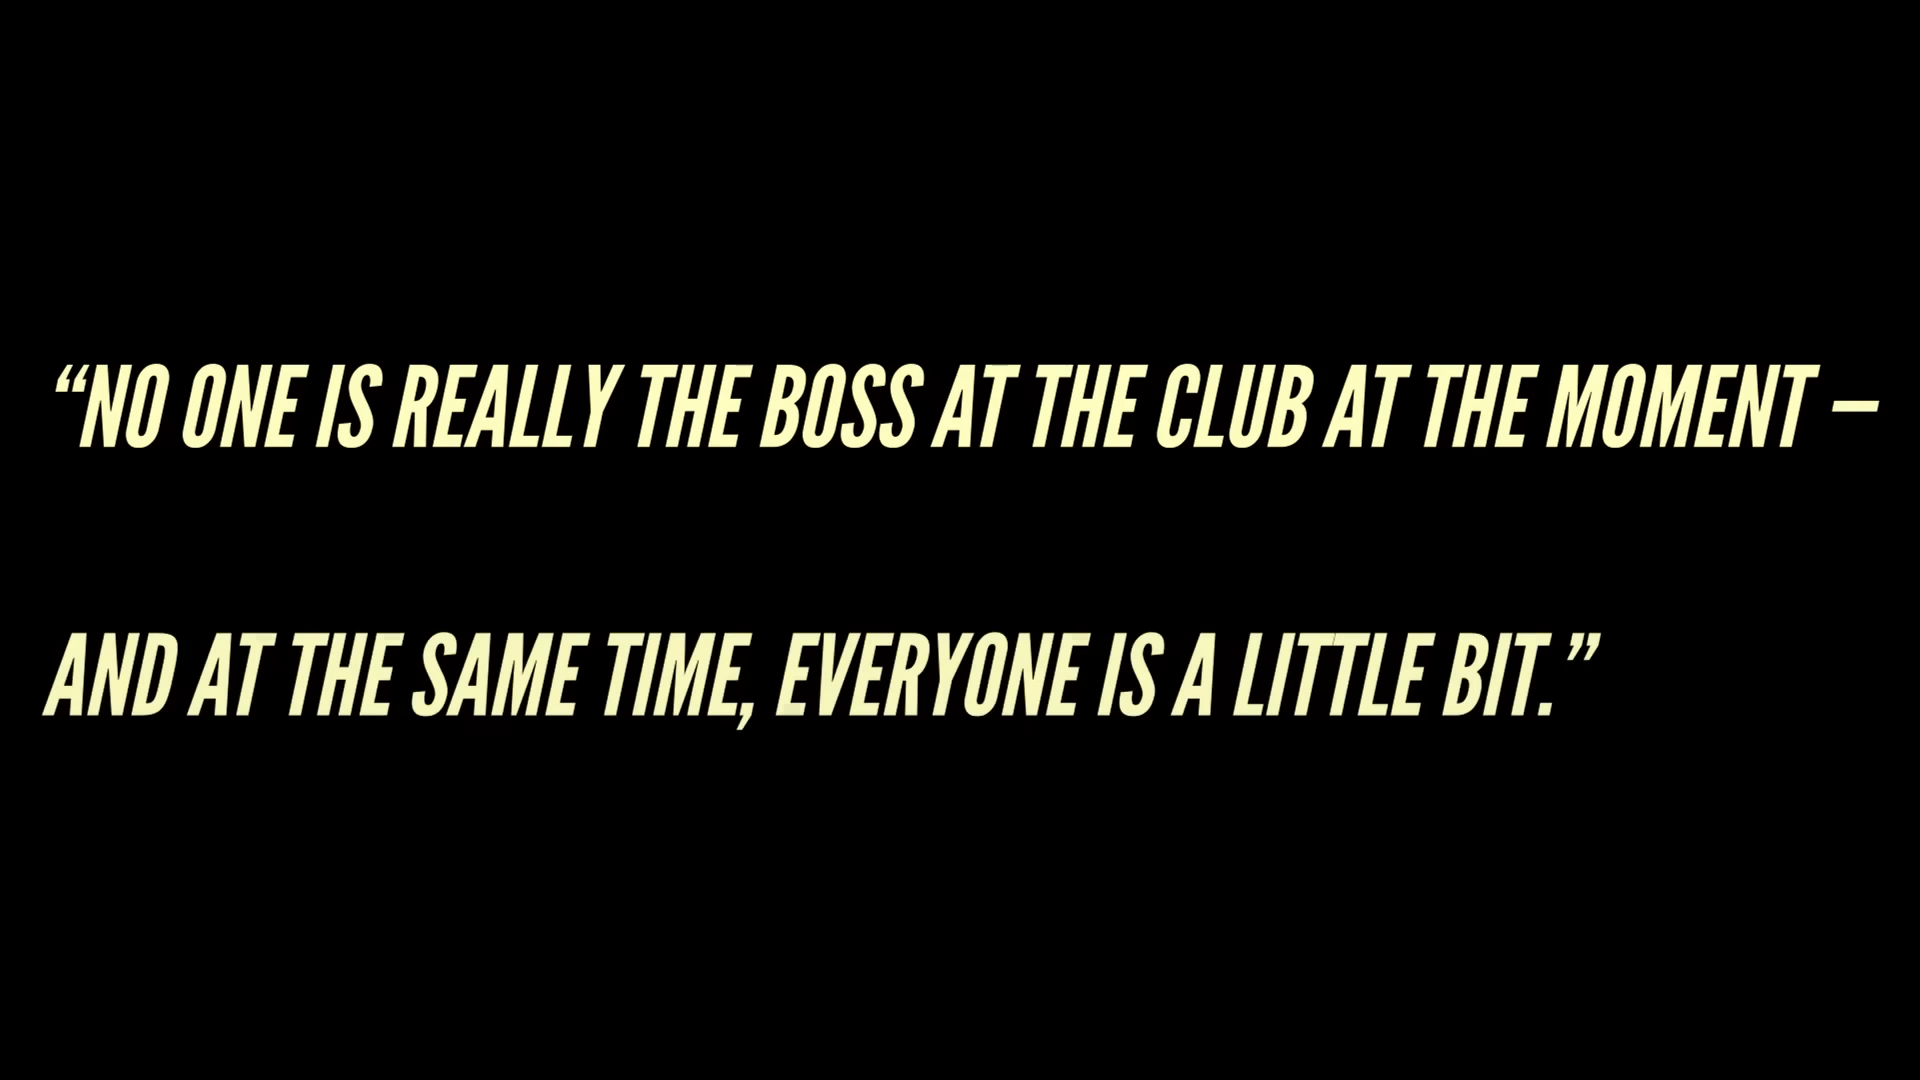 “NO ONE IS REALLY THE BOSS AT THE CLUB AT THE MOMENT –
AND AT THE SAME TIME, EVERYONE IS A LITTLE BIT.”